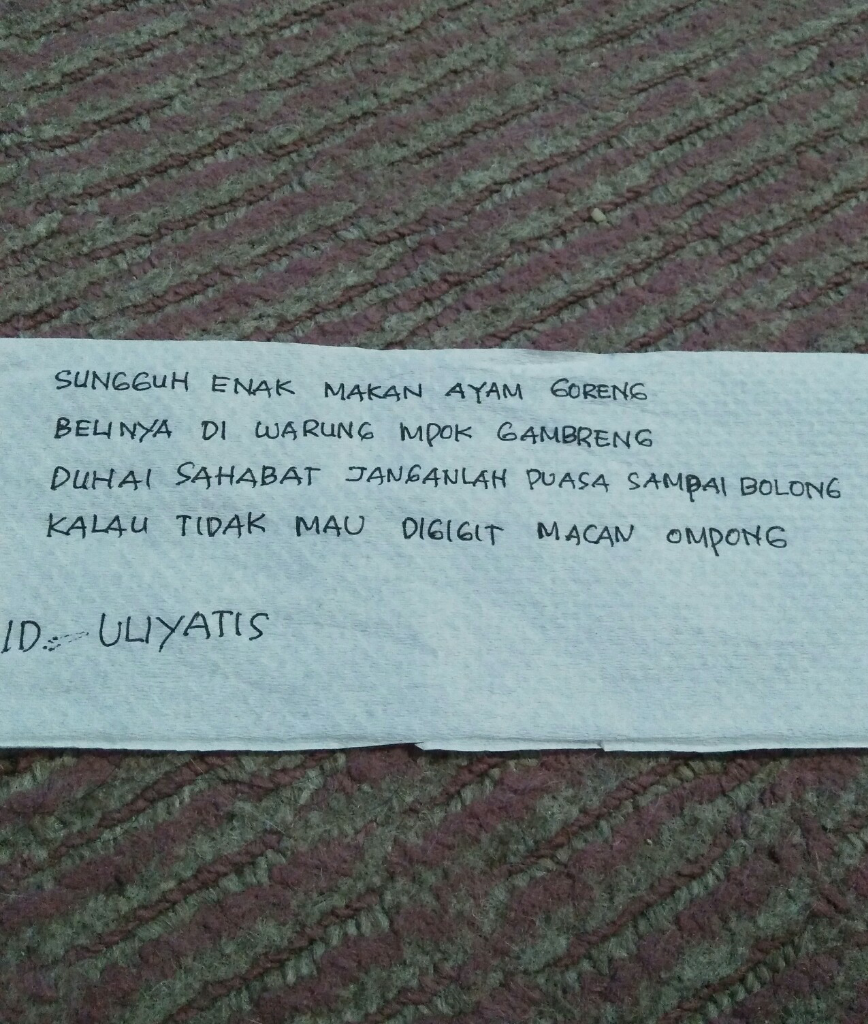 SUNGGUH ENAK MAKAN AYAM GORENG
BELINYA DI WARUNG MPOK GAMBRENG
DUHAI SAHABAT JANGANLAH PUASA SAMPAI BOLONG
KALAU TIDAK MAU DIGIGIT MACAN OMPONG
ID : ULIYATIS